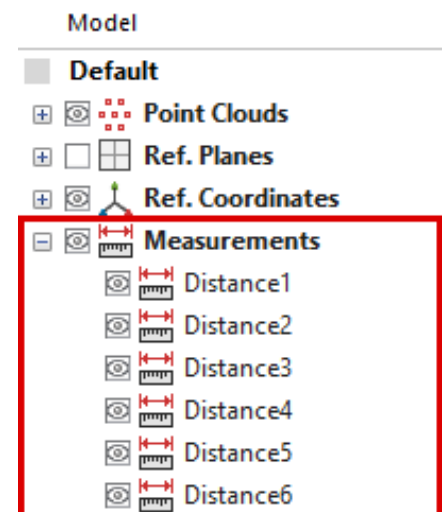 Model
Default
Point Clouds
Ref. Planes
Ref. Coordinates
Measurements
Distance1
Distance2
Distance3
Distance4
Distance5
Distance6